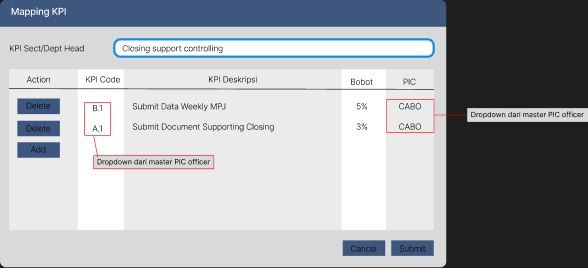 Mapping KPI
KPI Sect/Dept Head
Closing support controlling
Action KPI Code KPI Deskripsi Bobot PIC
Delete B.1 Submit Data Weekly MPJ 5% CABO
Dropdown dari master PIC officer
Delete A.1 Submit Document Supporting Closing 3% CABO
Add
Dropdown dari master PIC officer
Cancel Submit